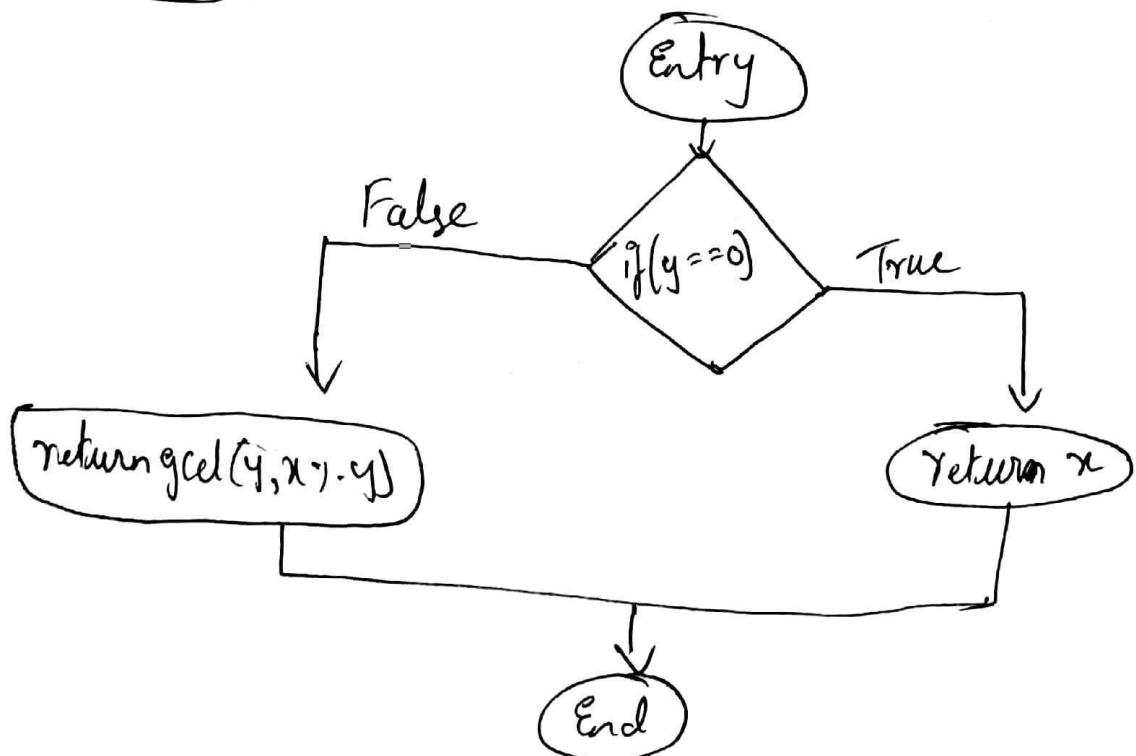 Entry
False
if(y==0)
True
return gcd(y, x%y)
return x
End